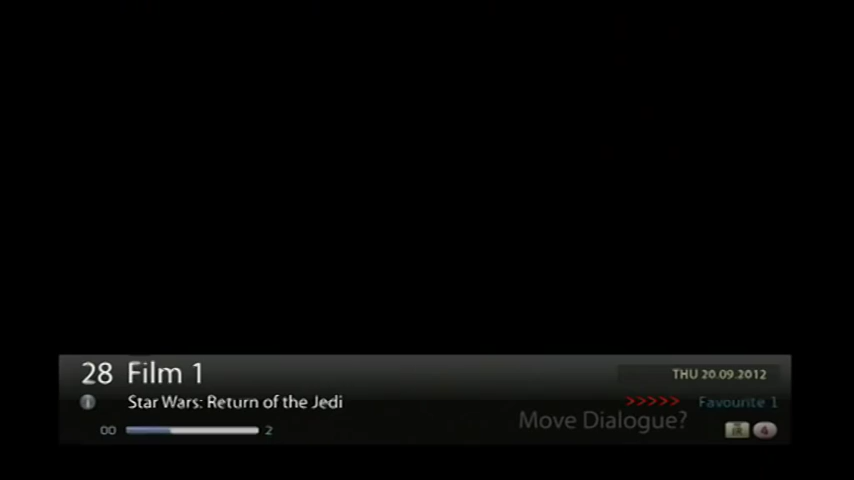 28 Film 1
THU 20.09.2012
Star Wars: Return of the Jedi
>>>>> Favourite 1
Move Dialogue?
00 2
4